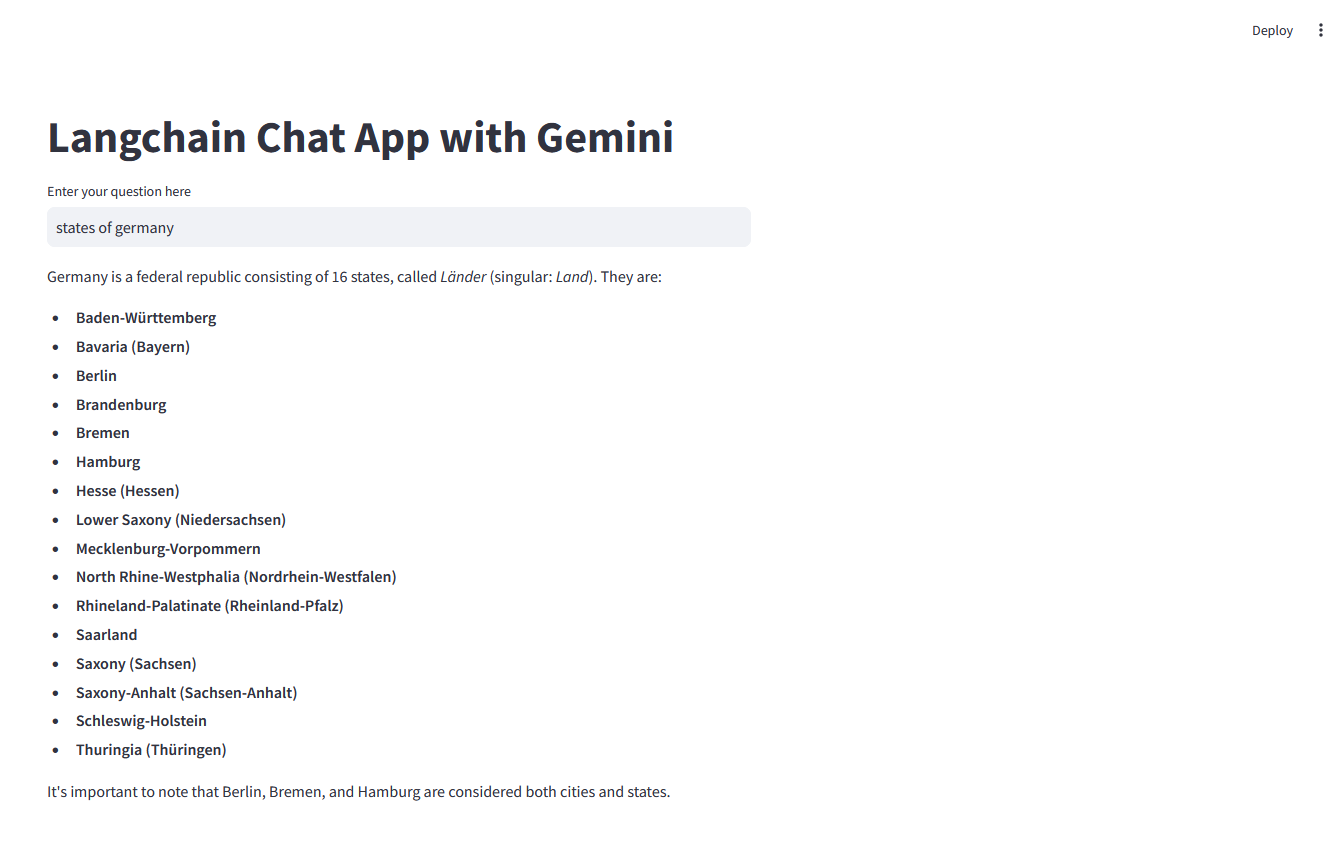 Deploy
Langchain Chat App with Gemini
Enter your question here
states of germany
Germany is a federal republic consisting of 16 states, called Länder (singular: Land). They are:
Baden-Württemberg
Bavaria (Bayern)
Berlin
Brandenburg
Bremen
Hamburg
Hesse (Hessen)
Lower Saxony (Niedersachsen)
Mecklenburg-Vorpommern
North Rhine-Westphalia (Nordrhein-Westfalen)
Rhineland-Palatinate (Rheinland-Pfalz)
Saarland
Saxony (Sachsen)
Saxony-Anhalt (Sachsen-Anhalt)
Schleswig-Holstein
Thuringia (Thüringen)
It's important to note that Berlin, Bremen, and Hamburg are considered both cities and states.